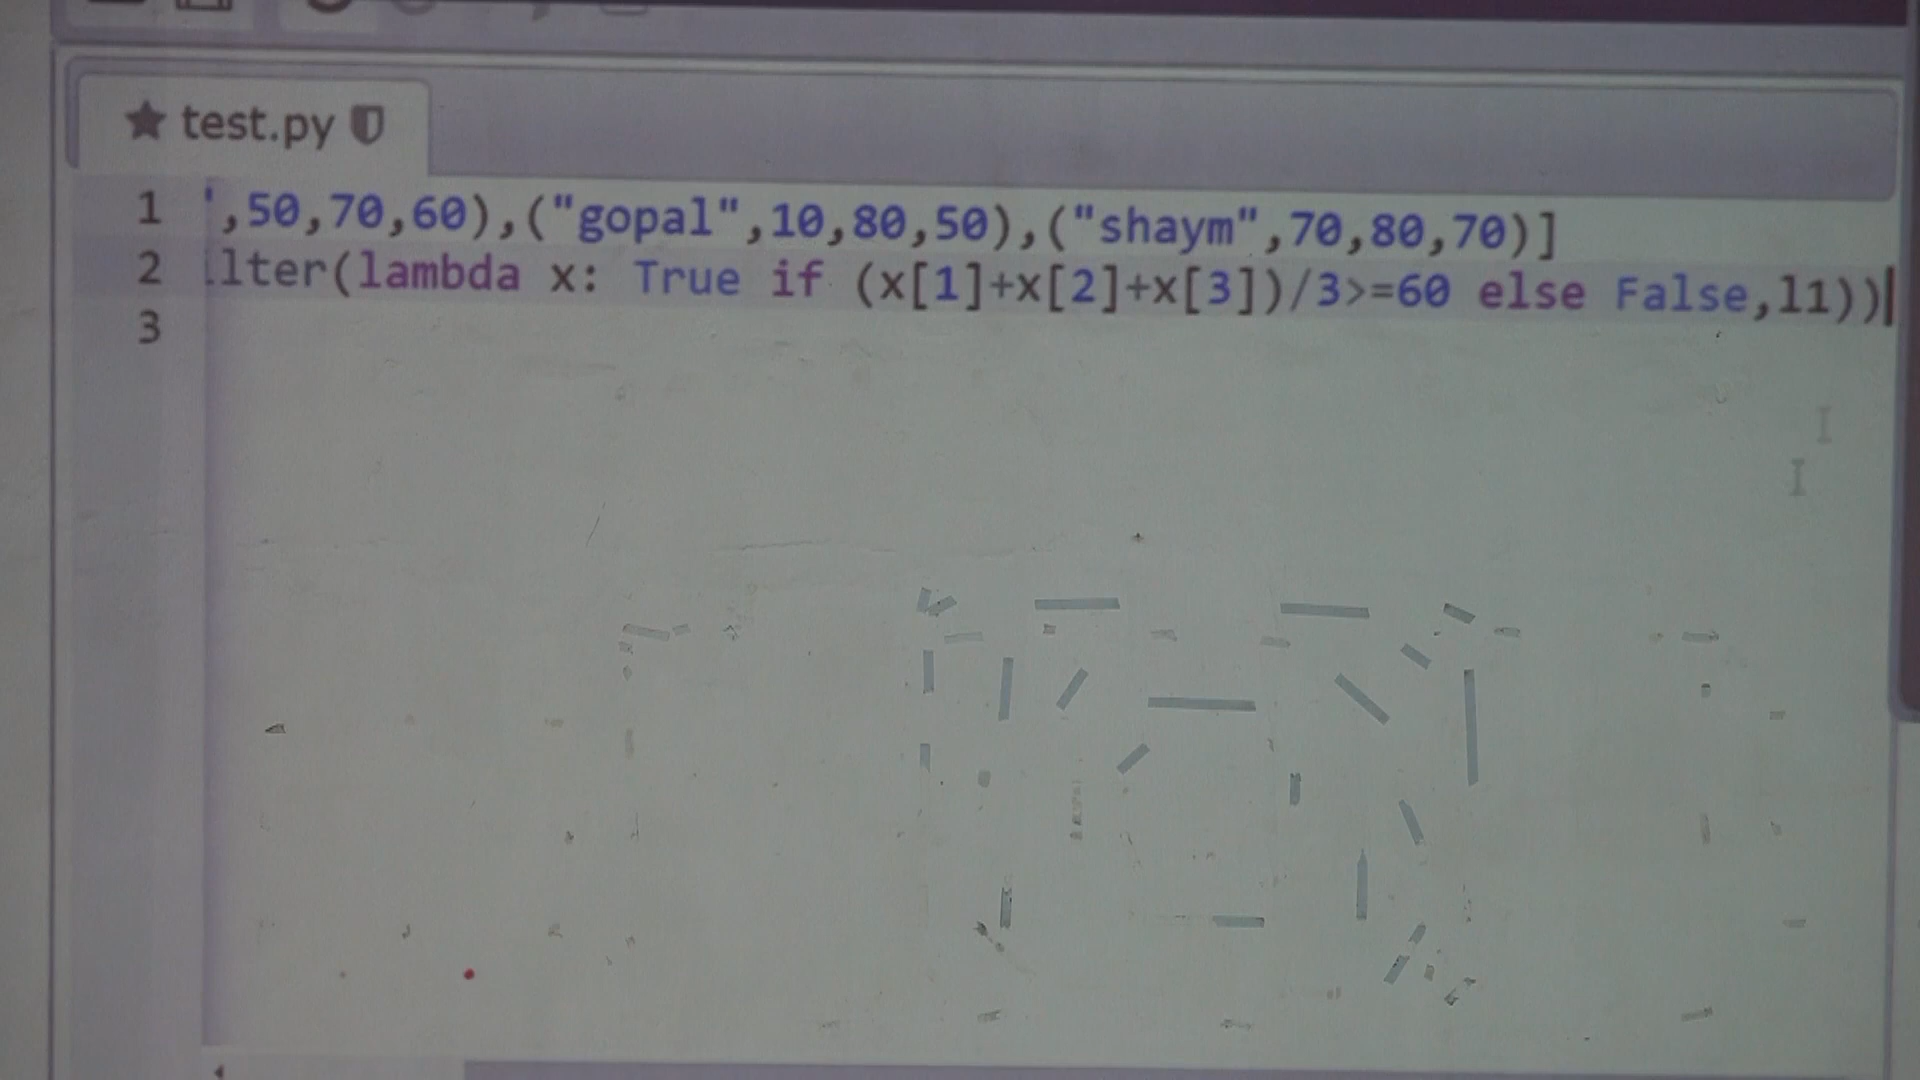 test.py
1 ',50,70,60),("gopal",10,80,50),("shaym",70,80,70)]
2 ilter(lambda x: True if (x[1]+x[2]+x[3])/3>=60 else False,l1))
3